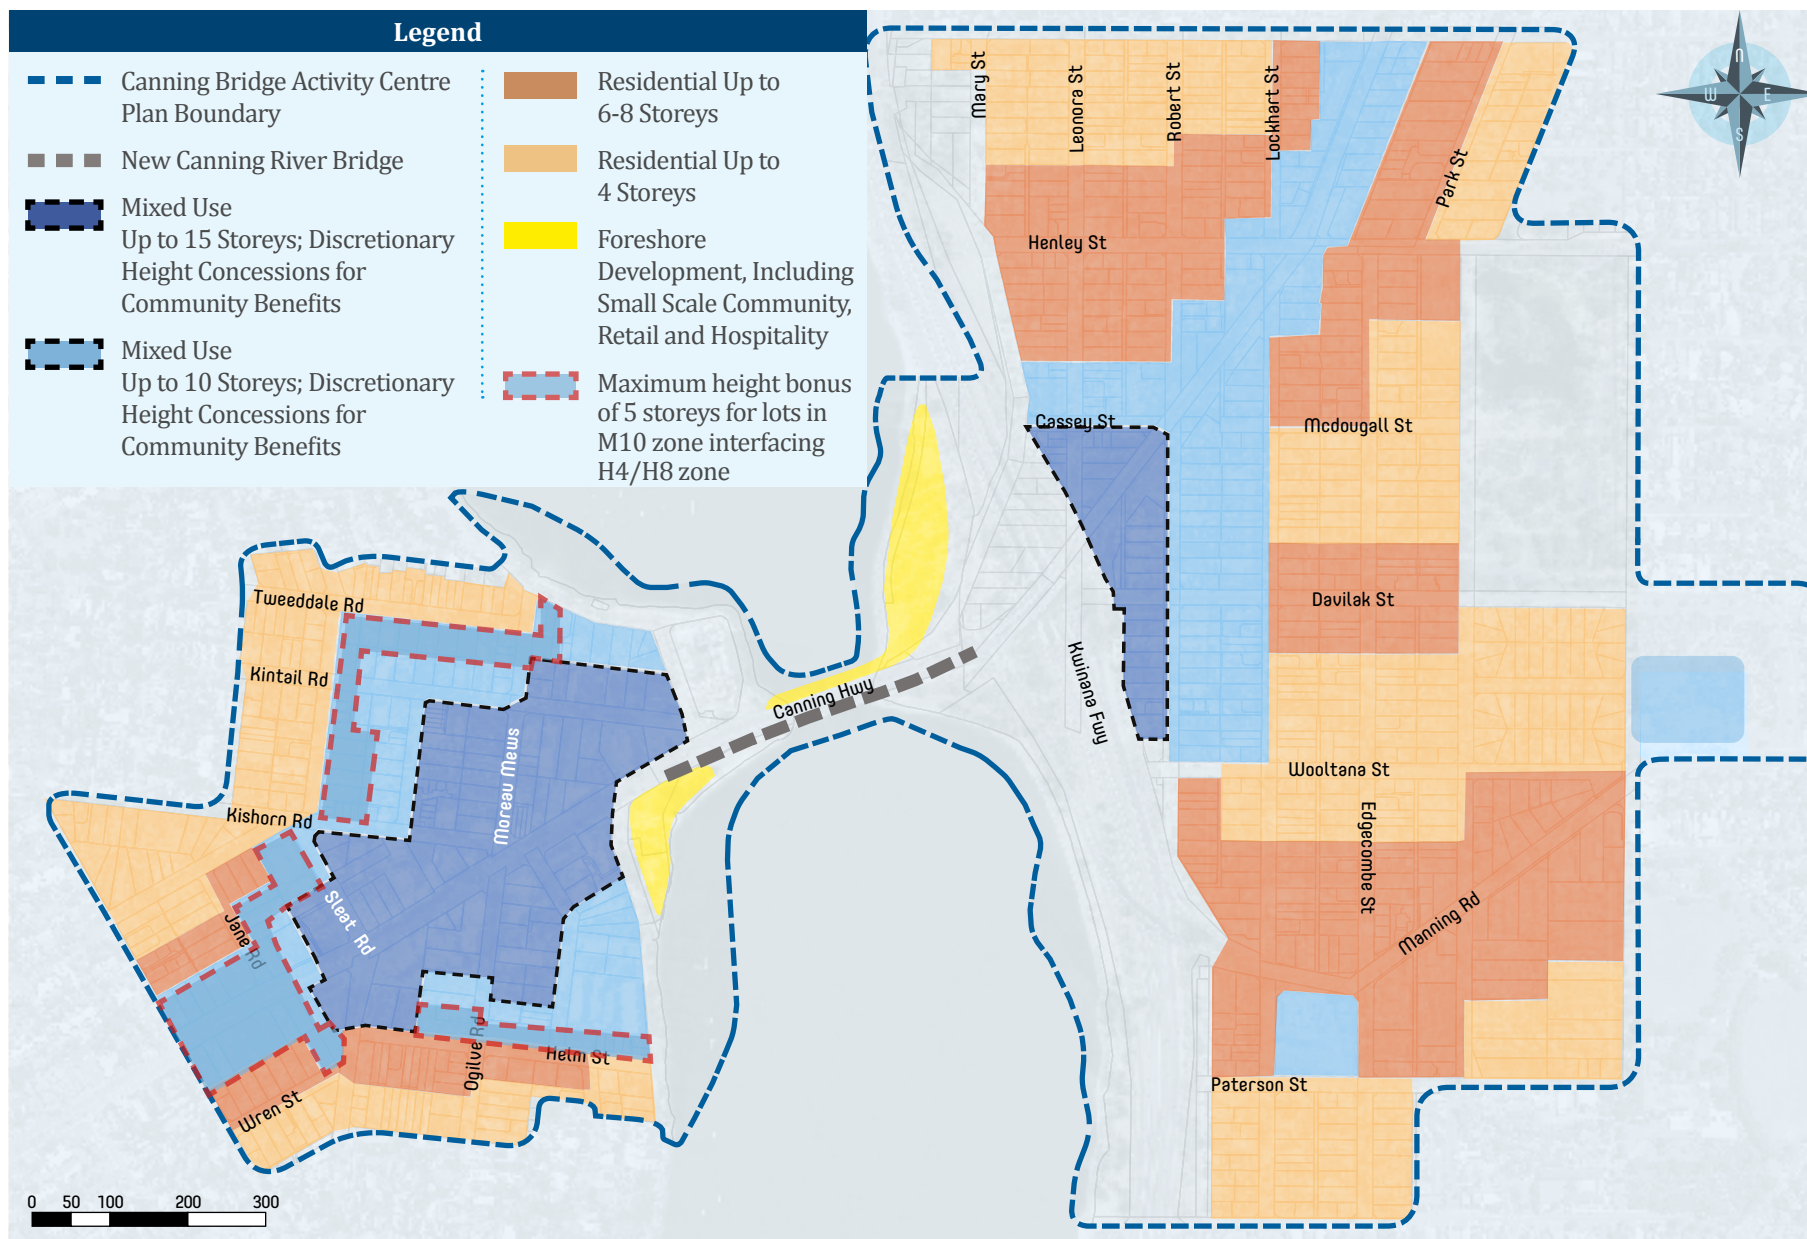 Legend
Canning Bridge Activity Centre
Plan Boundary
New Canning River Bridge
Mixed Use
Up to 15 Storeys; Discretionary
Height Concessions for
Community Benefits
Mixed Use
Up to 10 Storeys; Discretionary
Height Concessions for
Community Benefits
Residential Up to
6-8 Storeys
Residential Up to
4 Storeys
Foreshore
Development, Including
Small Scale Community,
Retail and Hospitality
Maximum height bonus
of 5 storeys for lots in
M10 zone interfacing
H4/H8 zone
N
W
E
S
Mary St
Leonora St
Robert St
Lockhart St
Park St
Henley St
Cassey St
Mcdougall St
Davilak St
Kwinana Fwy
Canning Hwy
Wooltana St
Edgecombe St
Manning Rd
Paterson St
Tweeddale Rd
Kintail Rd
Moreau Mews
Kishorn Rd
Sleat Rd
Jane Rd
Ogilvie Rd
Helm St
Wren St
0 50 100 200 300